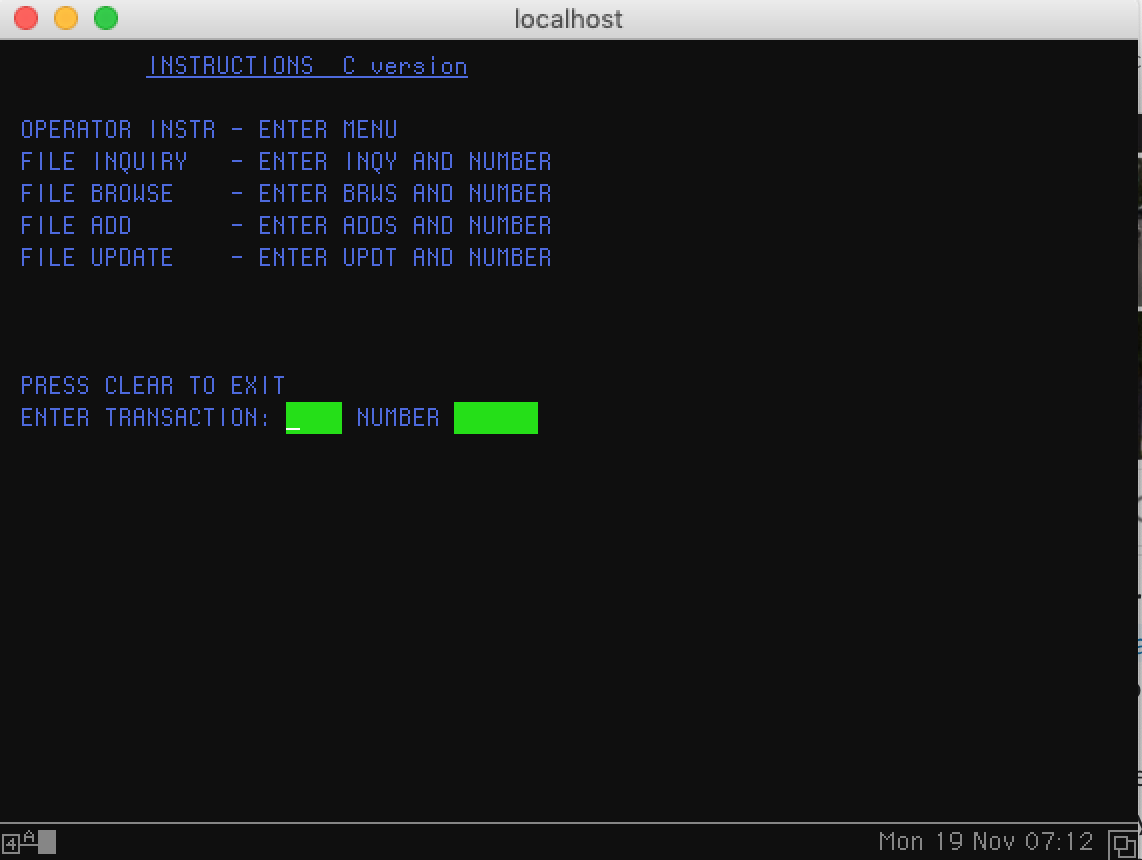 localhost
INSTRUCTIONS  C version
OPERATOR INSTR - ENTER MENU
FILE INQUIRY   - ENTER INQY AND NUMBER
FILE BROWSE    - ENTER BRWS AND NUMBER
FILE ADD       - ENTER ADDS AND NUMBER
FILE UPDATE    - ENTER UPDT AND NUMBER
PRESS CLEAR TO EXIT
ENTER TRANSACTION: _    NUMBER
4 A Mon 19 Nov 07:12